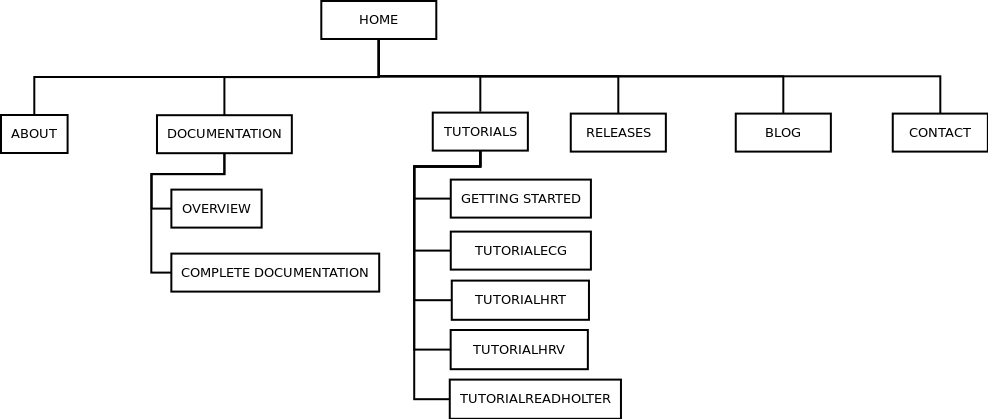 HOME
ABOUT
DOCUMENTATION
TUTORIALS
RELEASES
BLOG
CONTACT
OVERVIEW
COMPLETE DOCUMENTATION
GETTING STARTED
TUTORIALECG
TUTORIALHRT
TUTORIALHRV
TUTORIALREADHOLTER